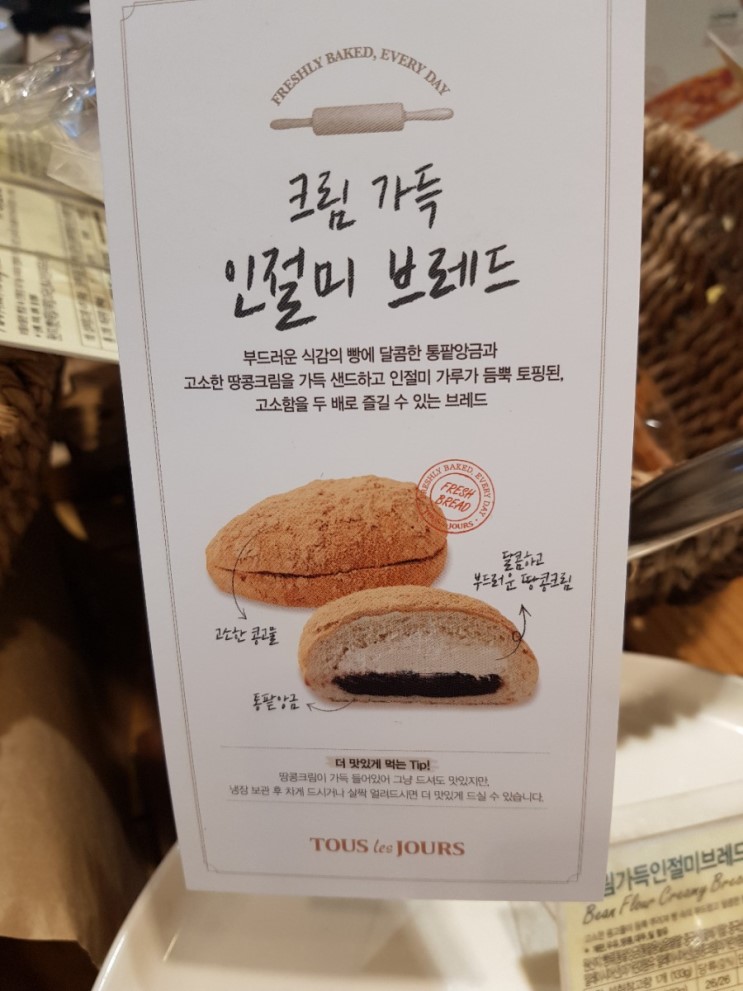 FRESHLY BAKED, EVERY DAY
크림 가득
인절미 브레드
부드러운 식감의 빵에 달콤한 통팥앙금과
고소한 땅콩크림을 가득 샌드하고 인절미 가루가 듬뿍 토핑된,
고소함을 두 배로 즐길 수 있는 브레드
FRESHLY BAKED, EVERY DAY
FRESH
BREAD
JOURS
달콤하고
부드러운 땅콩크림
고소한 콩고물
통팥앙금
더 맛있게 먹는 Tip!
땅콩크림이 가득 들어있어 그냥 드셔도 맛있지만,
냉장 보관 후 차게 드시거나 살짝 얼려드시면 더 맛있게 드실 수 있습니다.
TOUS les JOURS
림가득인절미브레드
Bean Flour Creamy Brea